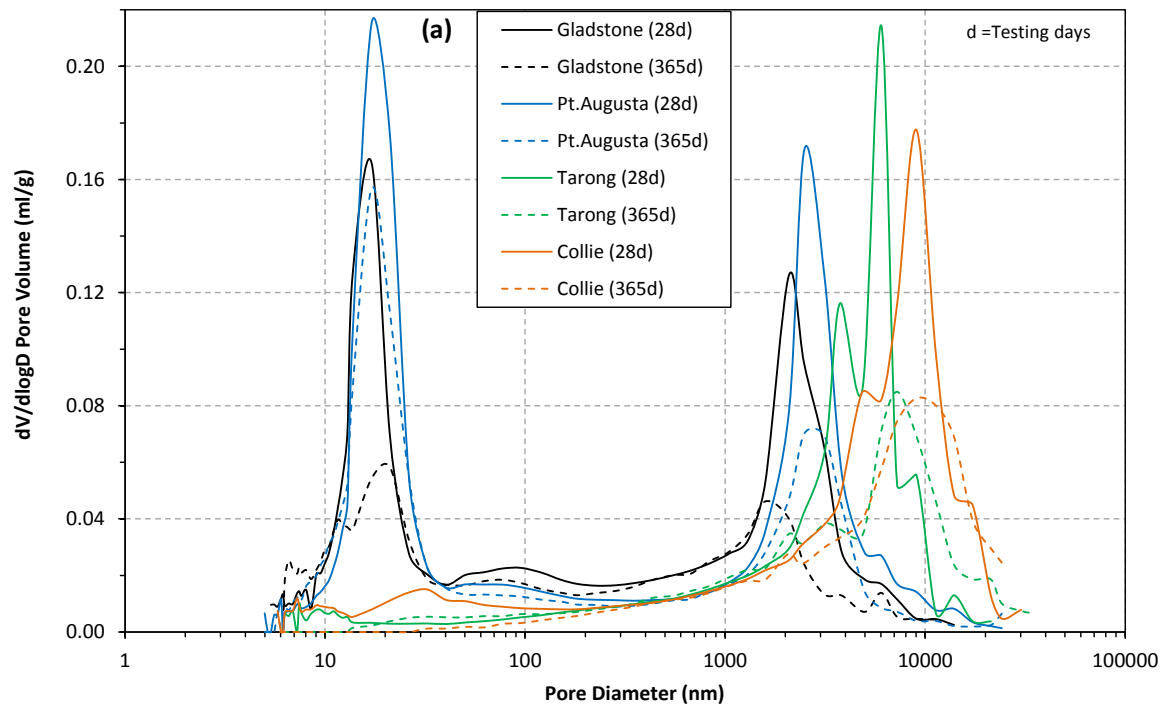 (a)
Gladstone (28d)
Gladstone (365d)
Pt.Augusta (28d)
Pt.Augusta (365d)
Tarong (28d)
Tarong (365d)
Collie (28d)
Collie (365d)
d =Testing days
dV/dlogD Pore Volume (ml/g)
0.20
0.16
0.12
0.08
0.04
0.00
1 10 100 1000 10000 100000
Pore Diameter (nm)